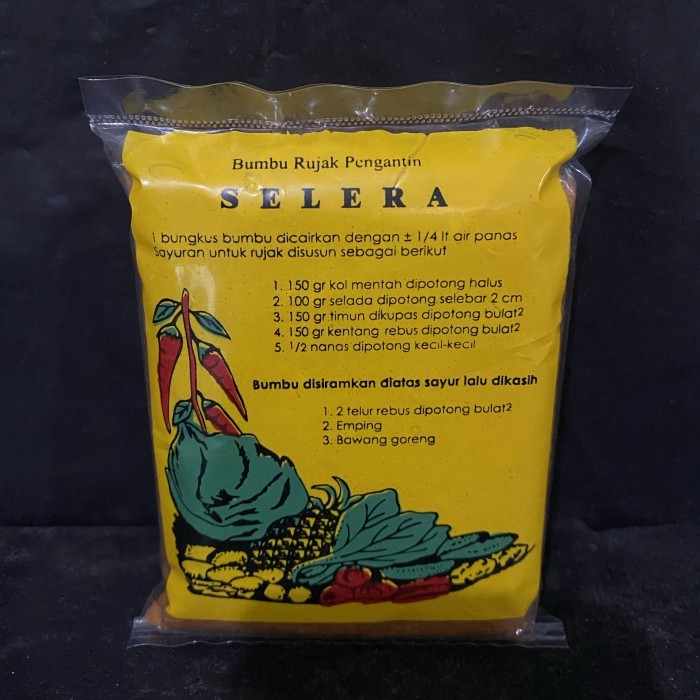 Bumbu Rujak Pengantin
SELERA
1 bungkus bumbu dicairkan dengan ± 1/4 lt air panas
Sayuran untuk rujak disusun sebagai berikut
1. 150 gr kol mentah dipotong halus
2. 100 gr selada dipotong selebar 2 cm
3. 150 gr timun dikupas dipotong bulat2
4. 150 gr kentang rebus dipotong bulat2
5. 1/2 nanas dipotong kecil-kecil
Bumbu disiramkan diatas sayur lalu dikasih
1. 2 telur rebus dipotong bulat2
2. Emping
3. Bawang goreng